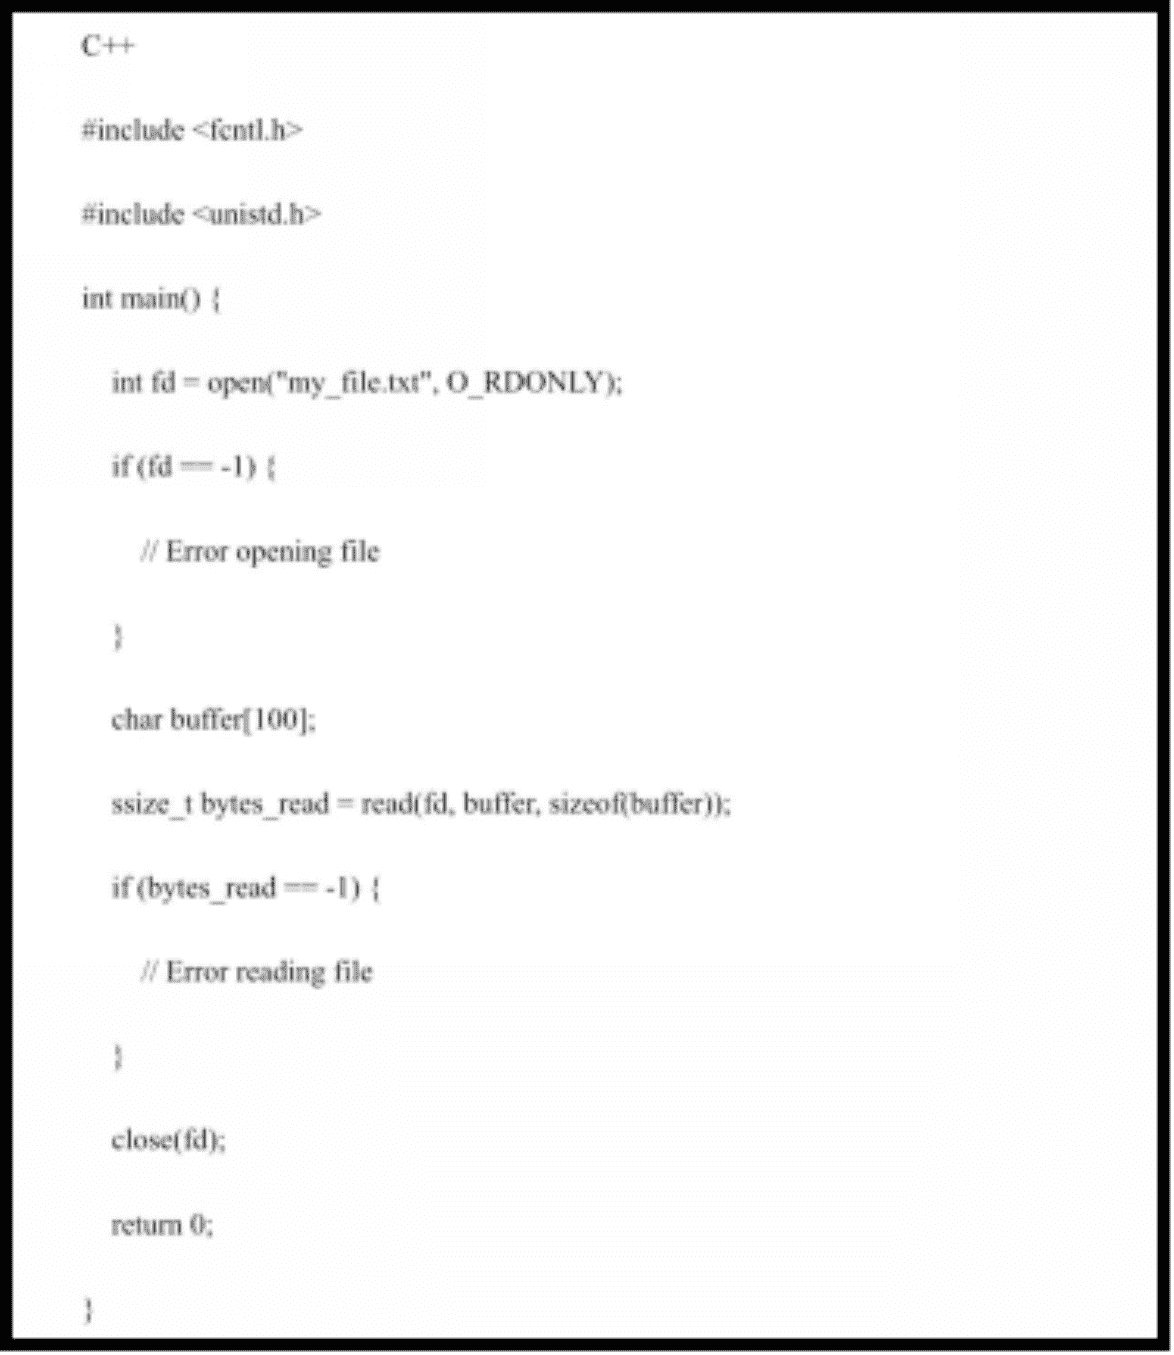 C++
#include <fcntl.h>
#include <unistd.h>
int main() {
int fd = open("my_file.txt", O_RDONLY);
if (fd == -1) {
// Error opening file
}
char buffer[100];
ssize_t bytes_read = read(fd, buffer, sizeof(buffer));
if (bytes_read == -1) {
// Error reading file
}
close(fd);
return 0;
}